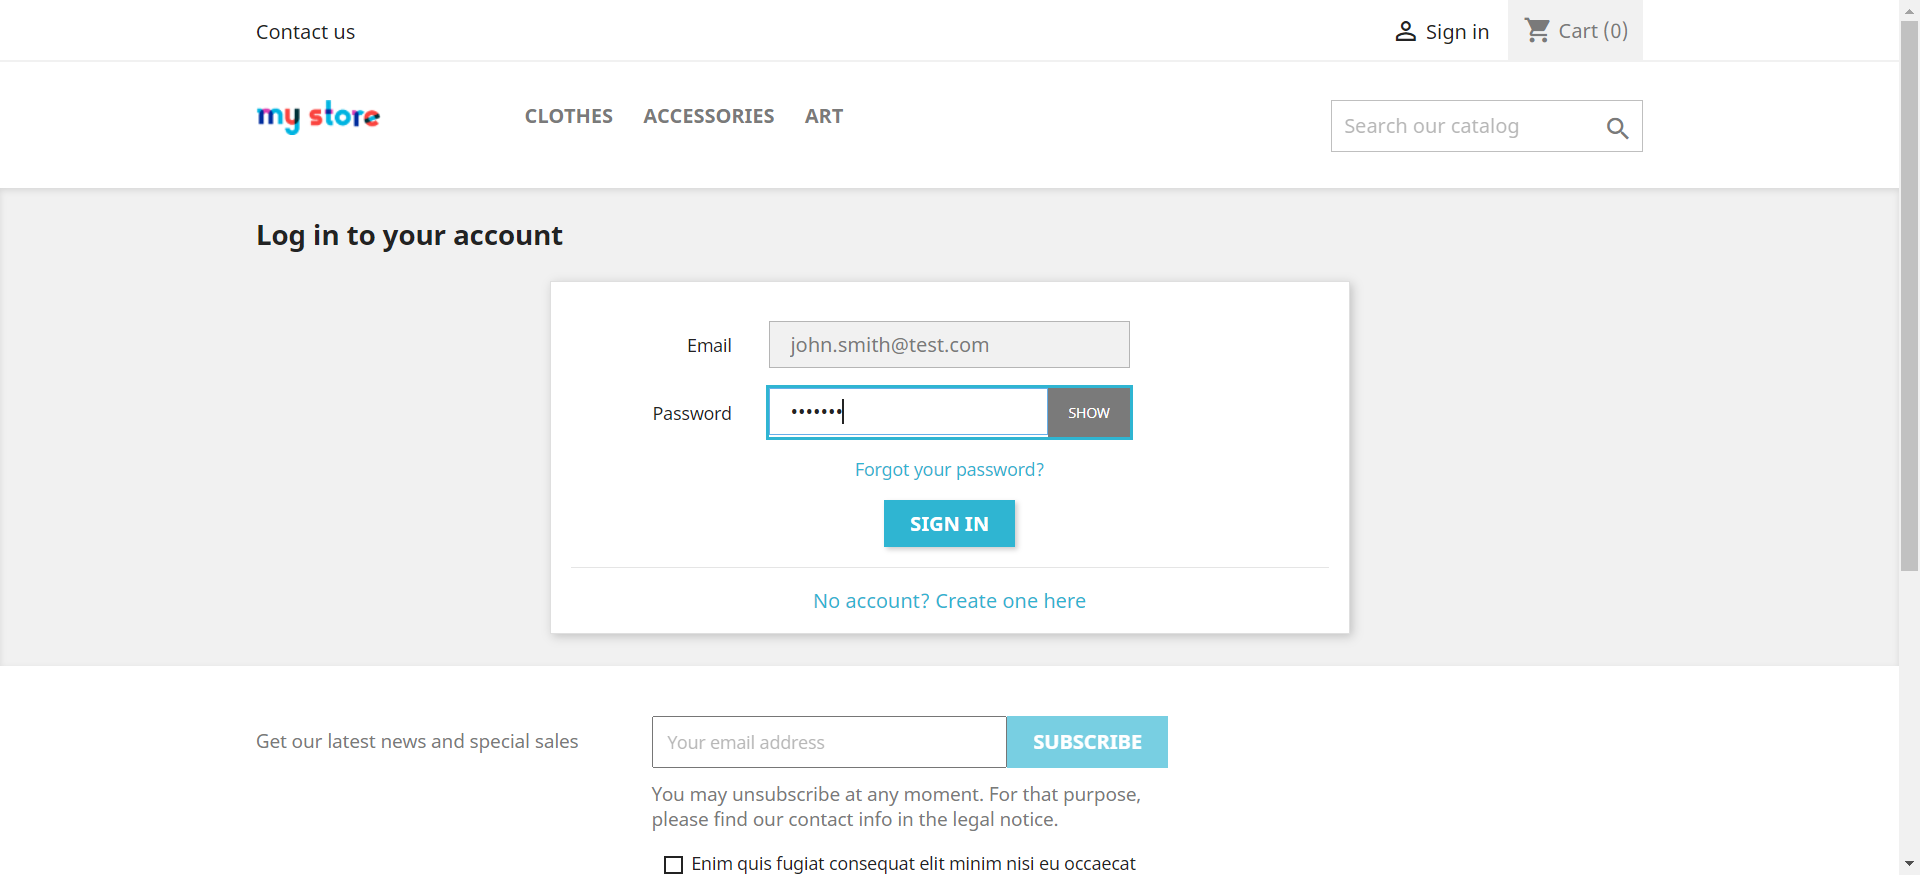 Contact us
Sign in
Cart (0)
my store
CLOTHES
ACCESSORIES
ART
Search our catalog
Log in to your account
Email
john.smith@test.com
Password
•••••••
SHOW
Forgot your password?
SIGN IN
No account? Create one here
Get our latest news and special sales
Your email address
SUBSCRIBE
You may unsubscribe at any moment. For that purpose,
please find our contact info in the legal notice.
Enim quis fugiat consequat elit minim nisi eu occaecat